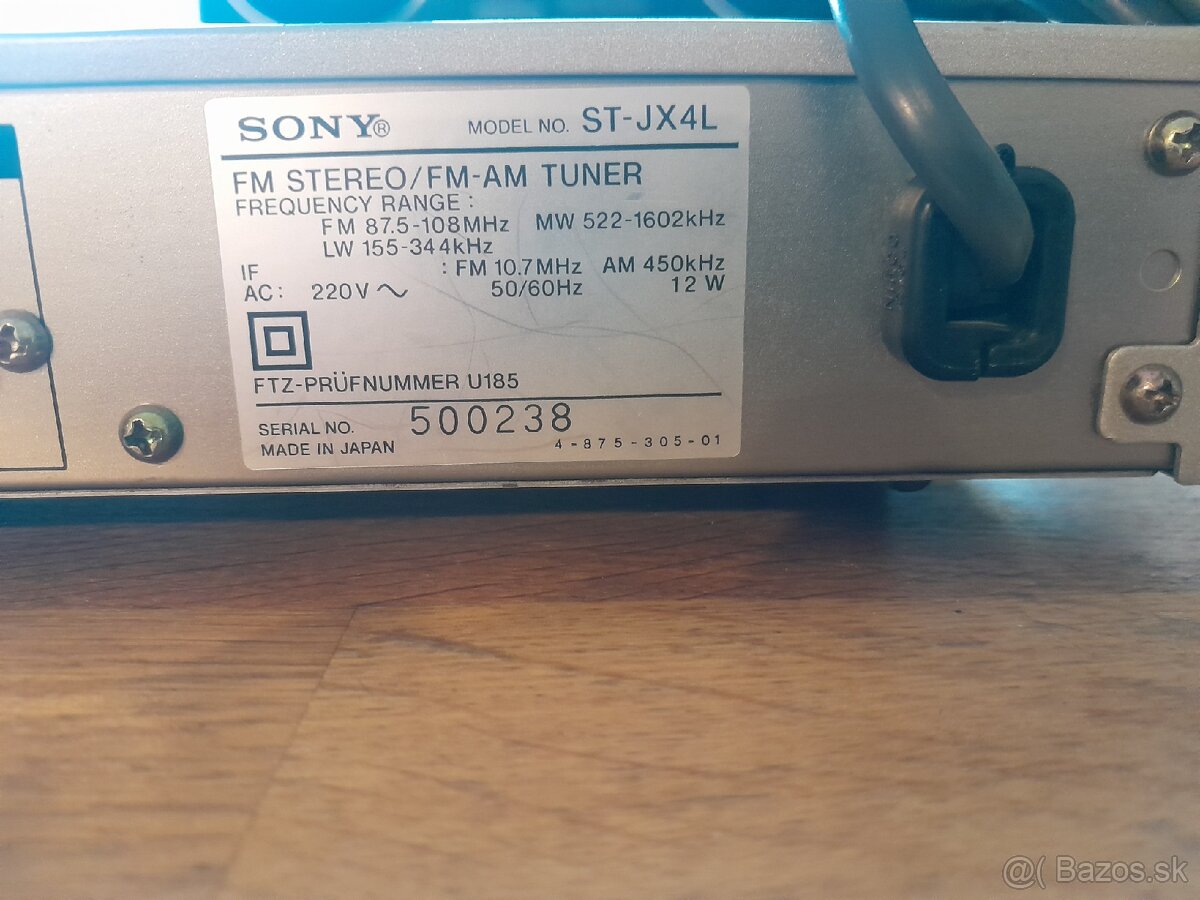 SONY® MODEL NO. ST-JX4L
FM STEREO/FM-AM TUNER
FREQUENCY RANGE :
FM 87.5-108MHz MW 522-1602kHz
LW 155-344kHz
IF : FM 10.7MHz AM 450kHz
AC: 220V ~ 50/60Hz 12 W
FTZ-PRÜFNUMMER U185
SERIAL NO. 500238
MADE IN JAPAN 4-875-305-01
@( Bazos.sk